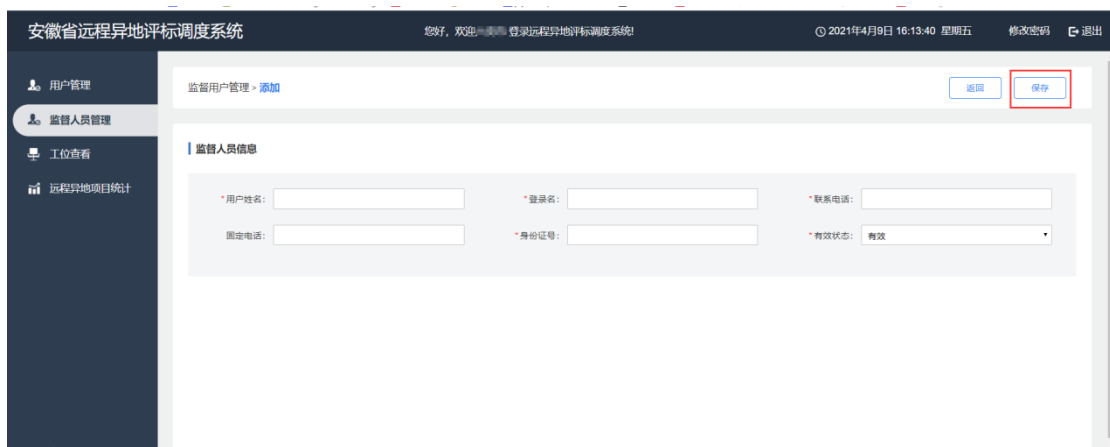 安徽省远程异地评标调度系统 您好，欢迎 登录远程异地评标调度系统! 2021年4月9日 16:13:40 星期五 修改密码 退出
用户管理
监督用户管理 > 添加 返回 保存
监督人员管理
监督人员信息
工位查看
远程异地项目统计
*用户姓名: *登录名: *联系电话:
固定电话: *身份证号: *有效状态: 有效